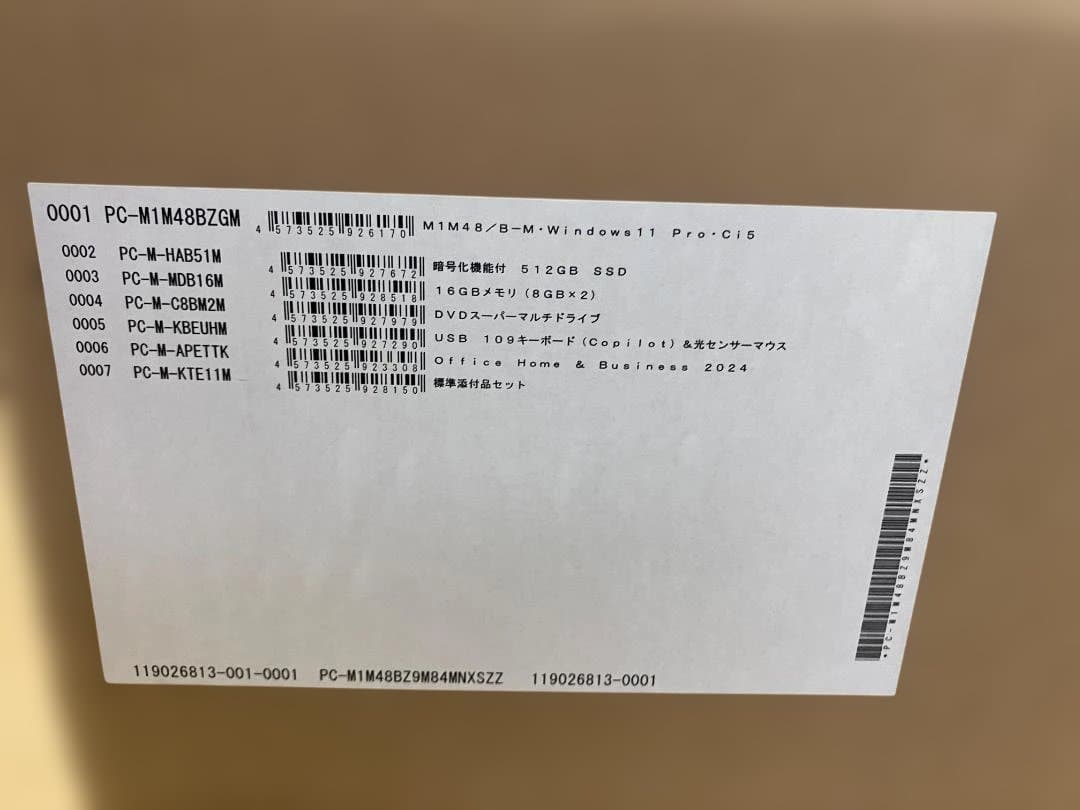 0001 PC-M1M48BZGM 4 573525 926170 M1M48/B-M・Windows11 Pro・Ci5
0002 PC-M-HAB51M 4 573525 927672 暗号化機能付 512GB SSD
0003 PC-M-MDB16M 4 573525 928518 16GBメモリ(8GB×2)
0004 PC-M-C8BM2M 4 573525 927979 DVDスーパーマルチドライブ
0005 PC-M-KBEUHM 4 573525 927290 USB 109キーボード(Copilot)&光センサーマウス
0006 PC-M-APETTK 4 573525 923308 Office Home & Business 2024
0007 PC-M-KTE11M 4 573525 928150 標準添付品セット
*PC-M1M48BZ9M84MNXSZZ*
119026813-001-0001 PC-M1M48BZ9M84MNXSZZ 119026813-0001